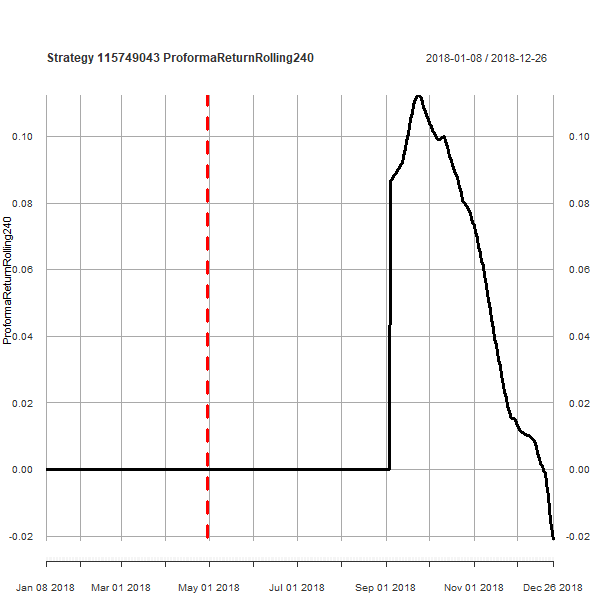 Strategy 115749043 ProformaReturnRolling240
2018-01-08 / 2018-12-26
ProformaReturnRolling240
0.10 0.10
0.08 0.08
0.06 0.06
0.04 0.04
0.02 0.02
0.00 0.00
-0.02 -0.02
Jan 08 2018 Mar 01 2018 May 01 2018 Jul 01 2018 Sep 01 2018 Nov 01 2018 Dec 26 2018